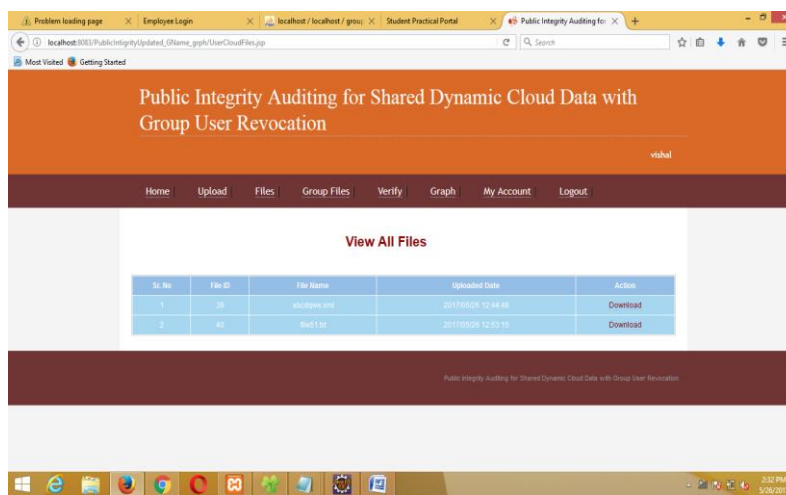 Problem loading page
Employee Login
localhost / localhost / group
Student Practical Portal
Public Integrity Auditing for
localhost:8083/PublicIntigrityUpdated_GName_grph/UserCloudFiles.jsp
Search
Most Visited
Getting Started
Public Integrity Auditing for Shared Dynamic Cloud Data with
Group User Revocation
vishal
Home Upload Files Group Files Verify Graph My Account Logout
View All Files
Sr. No File ID File Name Uploaded Date Action
1 2017/05/26 12:44:48 Download
2 40 file51.txt 2017/05/26 12:53:15 Download
Public Integrity Auditing for Shared Dynamic Cloud Data with Group User Revocation
2:32 PM